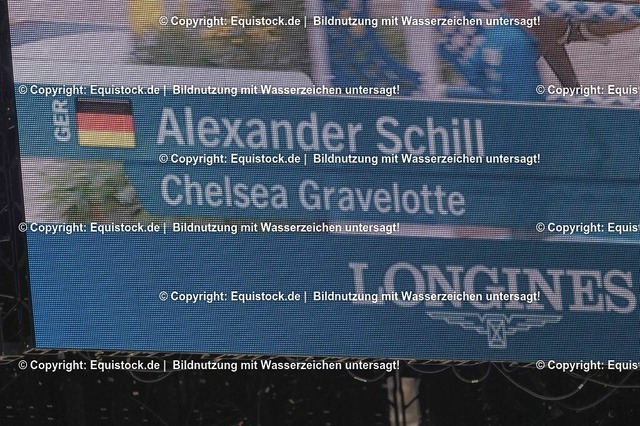 © Copyright: Equistock.de | Bildnutzung mit Wasserzeichen untersagt!
© Copyright: Equistock.de | Bildnutzung mit Wasserzeichen untersagt!
© Copyright: Equis
GER
Alexander Schill
© Copyright: Equistock.de | Bildnutzung mit Wasserzeichen untersagt!
Chelsea Gravelotte
© Copyright: Equistock.de | Bildnutzung mit Wasserzeichen untersagt!
© Copyright: Equis
LONGINES
© Copyright: Equistock.de | Bildnutzung mit Wasserzeichen untersagt!
© Copyright: Equistock.de | Bildnutzung mit Wasserzeichen untersagt!
© Copyright: Equis